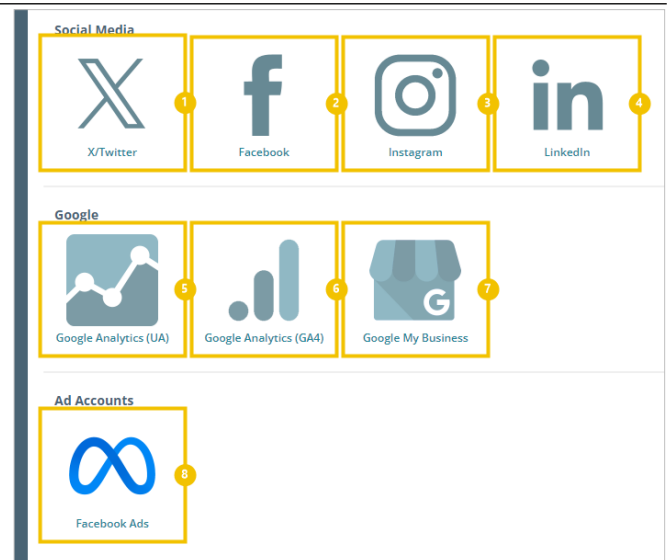 Social Media
1
2
3
4
X/Twitter
Facebook
Instagram
LinkedIn
Google
5
6
7
Google Analytics (UA)
Google Analytics (GA4)
Google My Business
Ad Accounts
8
Facebook Ads